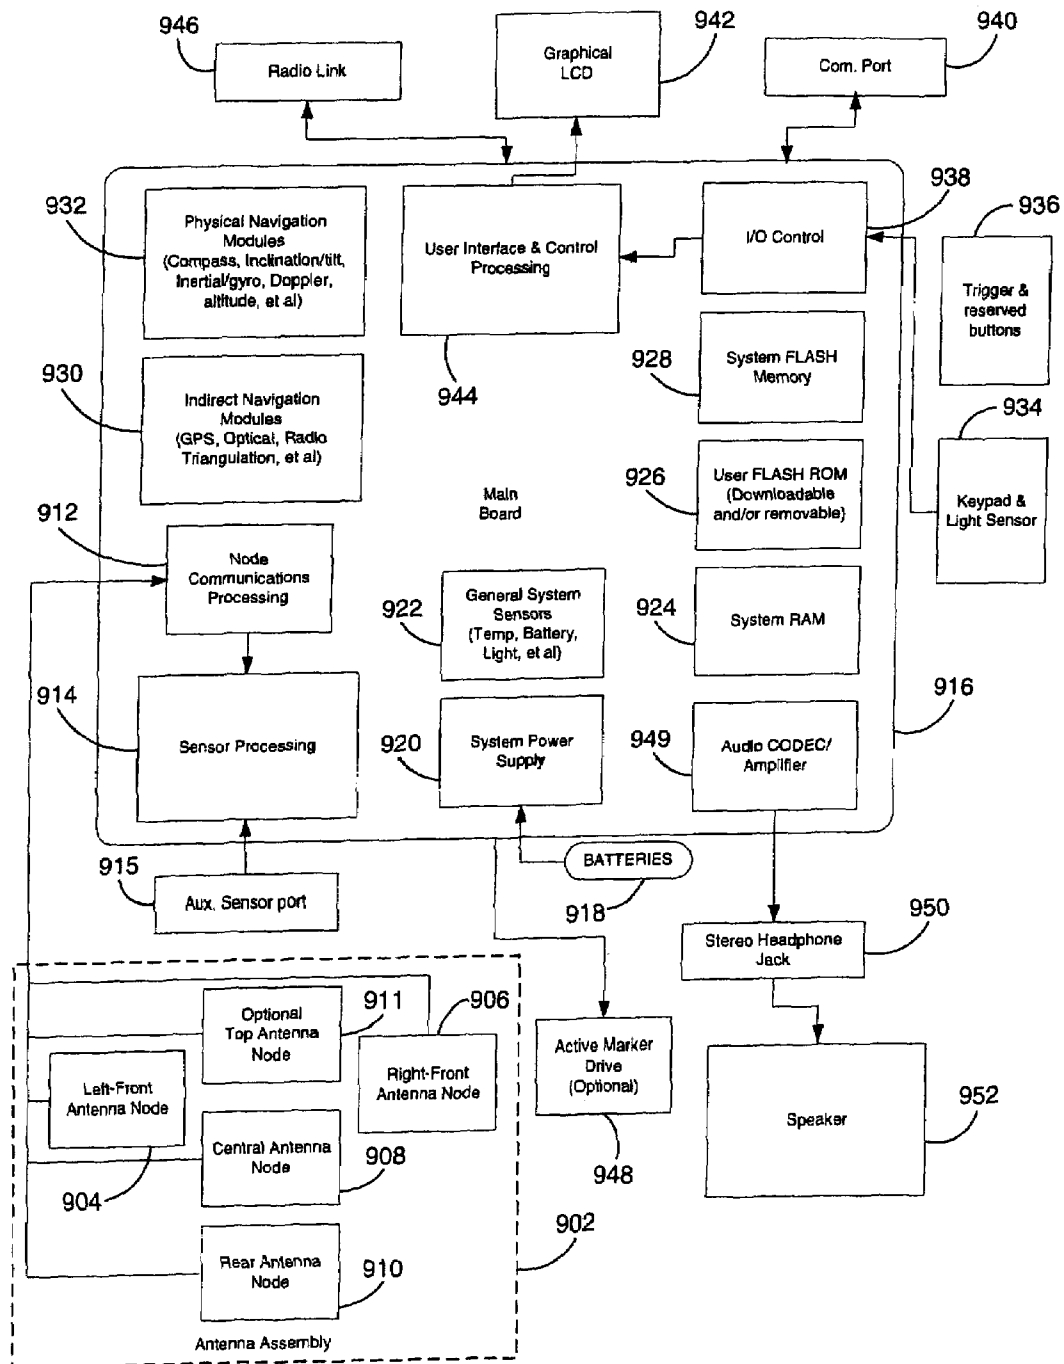 946
942
940
Radio Link
Graphical
LCD
Com. Port
932
Physical Navigation
Modules
(Compass, Inclination/tilt,
Inertial/gyro, Doppler,
altitude, et al)
User Interface & Control
Processing
944
I/O Control
938
936
Trigger &
reserved
buttons
930
Indirect Navigation
Modules
(GPS, Optical, Radio
Triangulation, et al)
928
System FLASH
Memory
934
Keypad &
Light Sensor
Main
Board
926
User FLASH ROM
(Downloadable
and/or removable)
912
Node
Communications
Processing
922
General System
Sensors
(Temp, Battery,
Light, et al)
924
System RAM
914
Sensor Processing
920
System Power
Supply
949
Audio CODEC/
Amplifier
916
915
Aux. Sensor port
BATTERIES
918
950
Stereo Headphone
Jack
911
Optional
Top Antenna
Node
906
Right-Front
Antenna Node
Left-Front
Antenna Node
904
Central Antenna
Node
908
Active Marker
Drive
(Optional)
948
Speaker
952
902
Rear Antenna
Node
910
Antenna Assembly